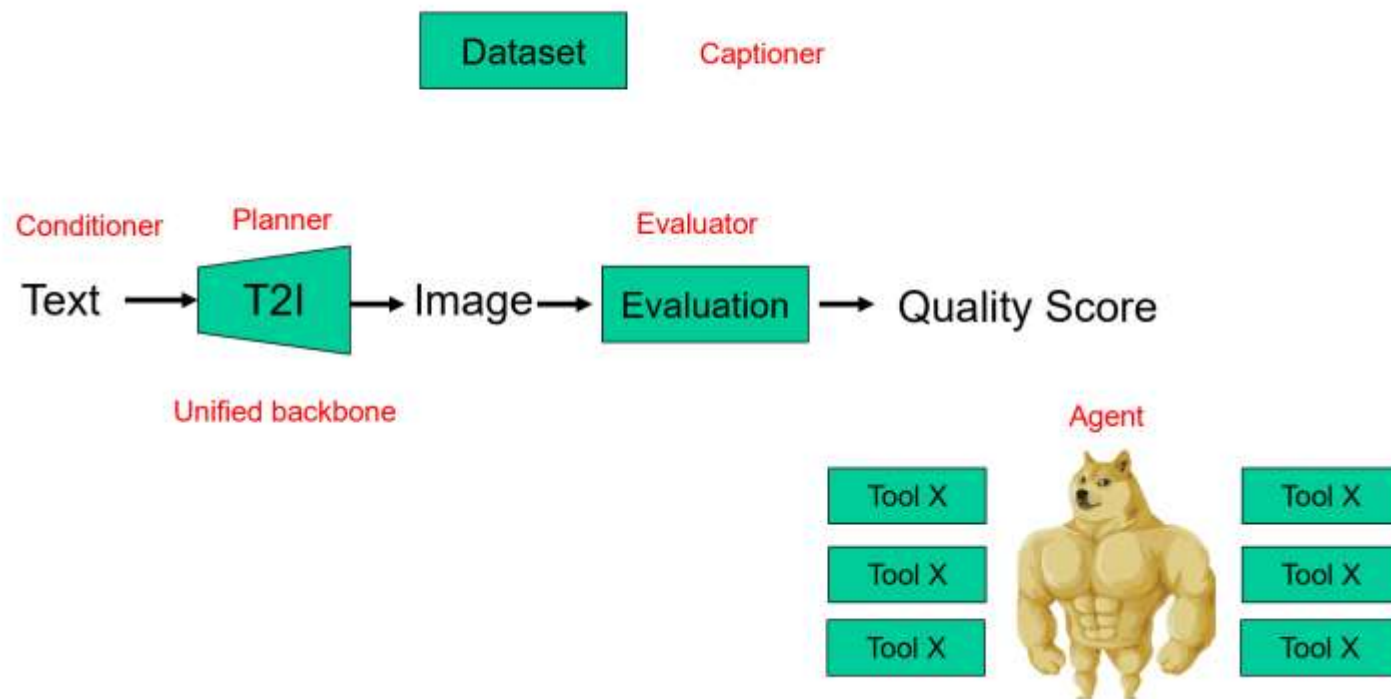 Dataset
Captioner
Conditioner
Planner
Evaluator
Text
T2I
Image
Evaluation
Quality Score
Unified backbone
Agent
Tool X
Tool X
Tool X
Tool X
Tool X
Tool X